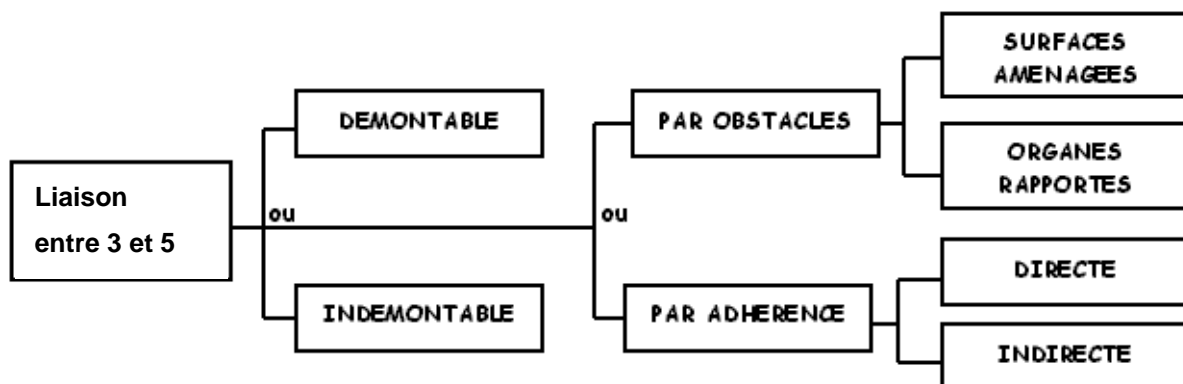 Liaison
entre 3 et 5
ou
DEMONTABLE
INDEMONTABLE
ou
PAR OBSTACLES
PAR ADHERENCE
SURFACES
AMENAGEES
ORGANES
RAPPORTES
DIRECTE
INDIRECTE